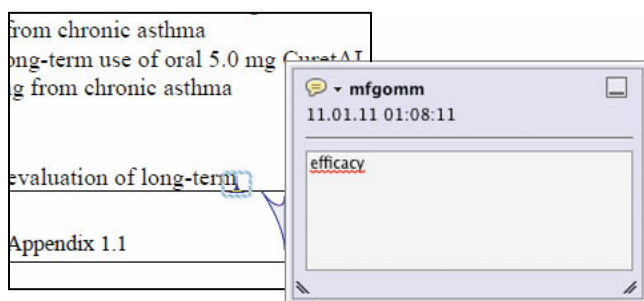 from chronic asthma
ong-term use of oral 5.0 mg CuretAI
g from chronic asthma
evaluation of long-term
Appendix 1.1
mfgomm
11.01.11 01:08:11
efficacy